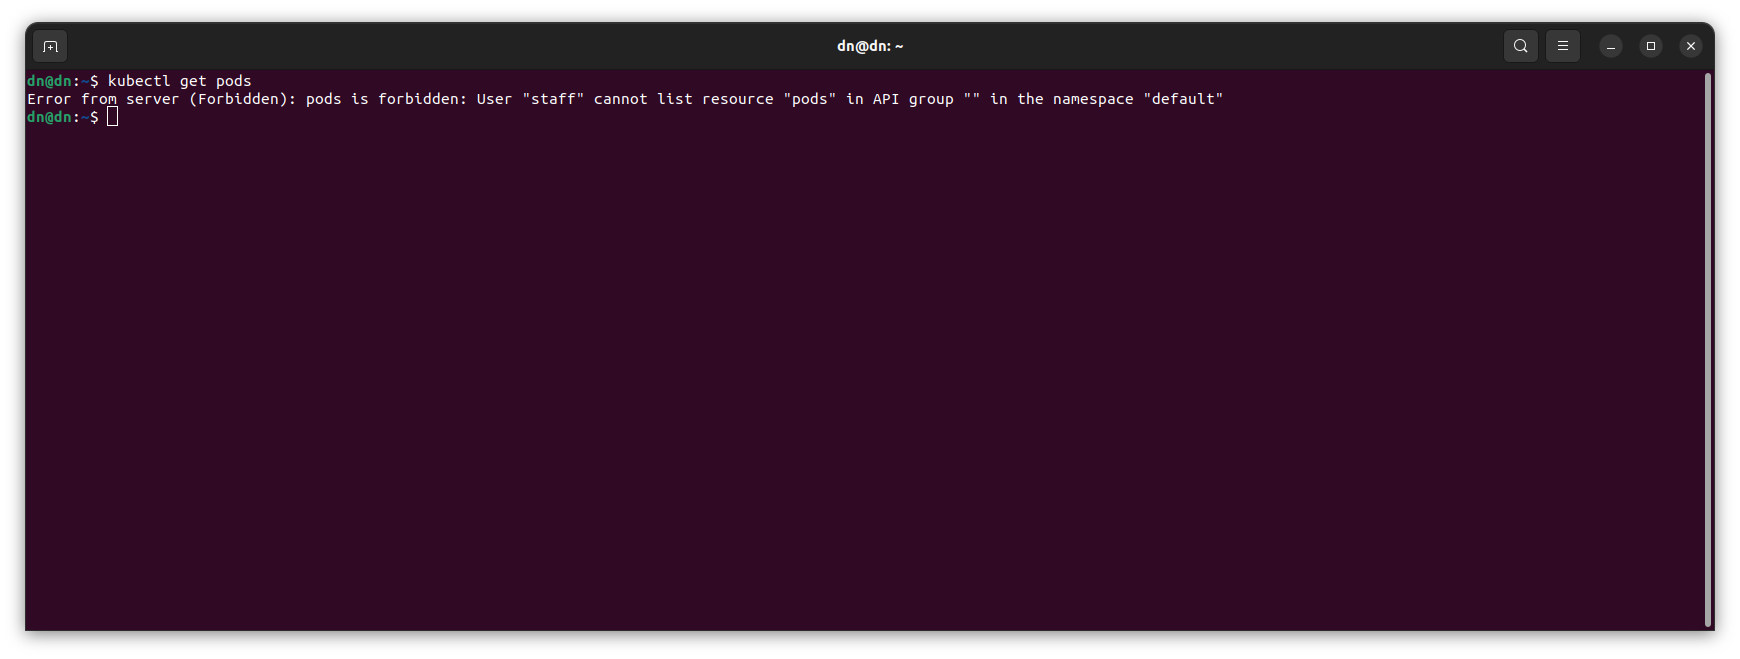 dn@dn: ~
dn@dn:~$ kubectl get pods
Error from server (Forbidden): pods is forbidden: User "staff" cannot list resource "pods" in API group "" in the namespace "default"
dn@dn:~$